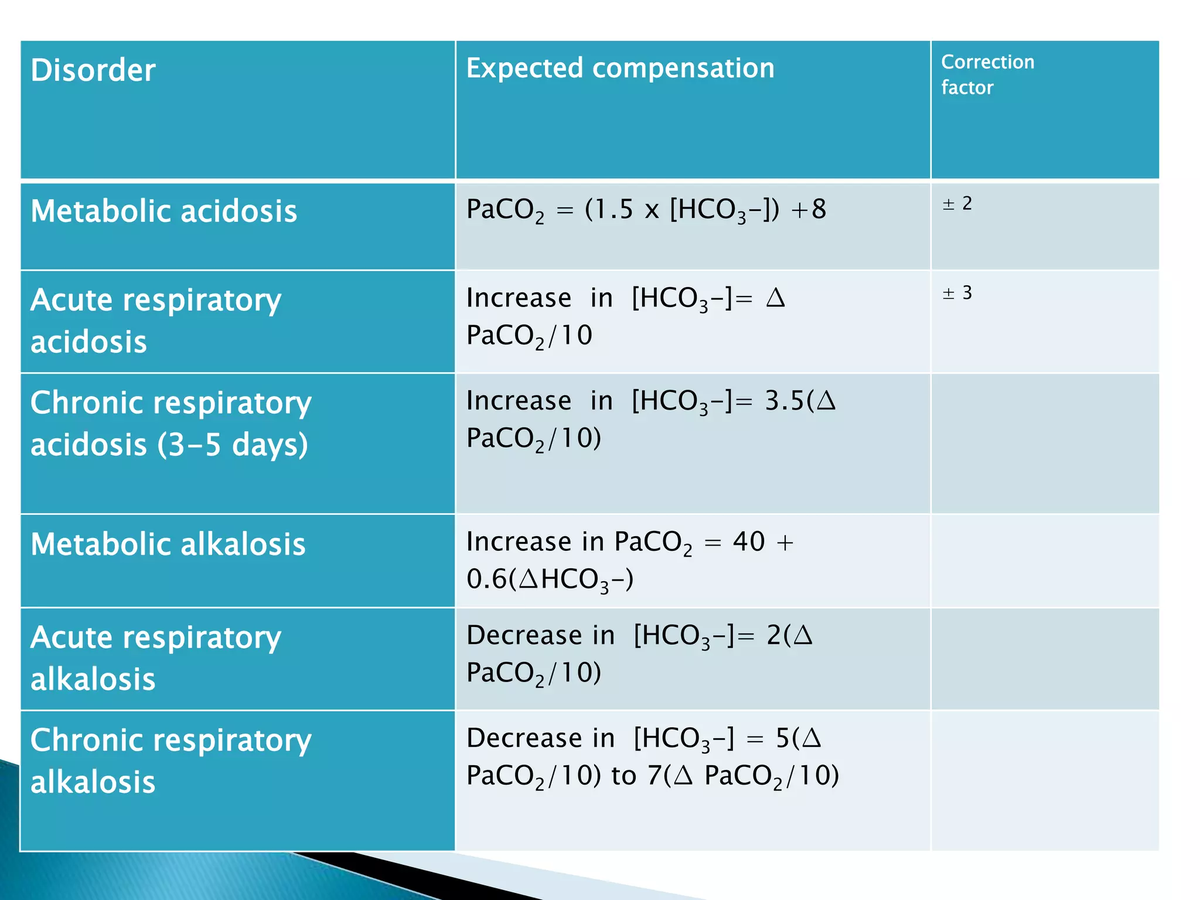 Disorder
Expected compensation
Correction
factor
Metabolic acidosis
PaCO₂ = (1.5 x [HCO₃-]) +8
± 2
Acute respiratory
acidosis
Increase in [HCO₃-]= ∆
PaCO₂/10
± 3
Chronic respiratory
acidosis (3-5 days)
Increase in [HCO₃-]= 3.5(∆
PaCO₂/10)
Metabolic alkalosis
Increase in PaCO₂ = 40 +
0.6(∆HCO₃-)
Acute respiratory
alkalosis
Decrease in [HCO₃-]= 2(∆
PaCO₂/10)
Chronic respiratory
alkalosis
Decrease in [HCO₃-] = 5(∆
PaCO₂/10) to 7(∆ PaCO₂/10)